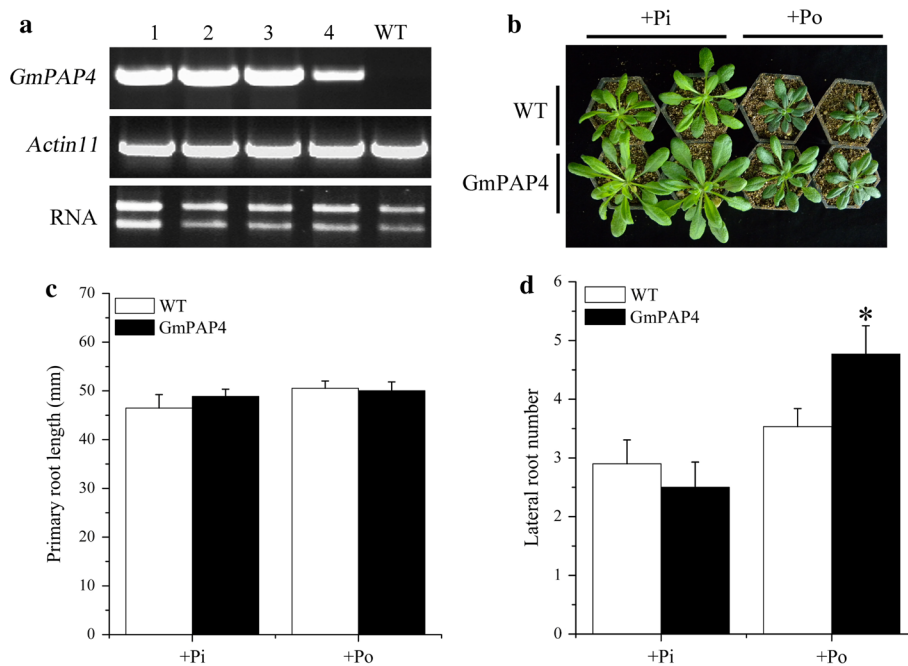 a
1 2 3 4 WT
GmPAP4
Actin11
RNA
b
+Pi +Po
WT
GmPAP4
c
70
60
50
40
30
20
10
0
Primary root length (mm)
WT
GmPAP4
+Pi +Po
d
6
5
4
3
2
1
0
Lateral root number
WT
GmPAP4
*
+Pi +Po